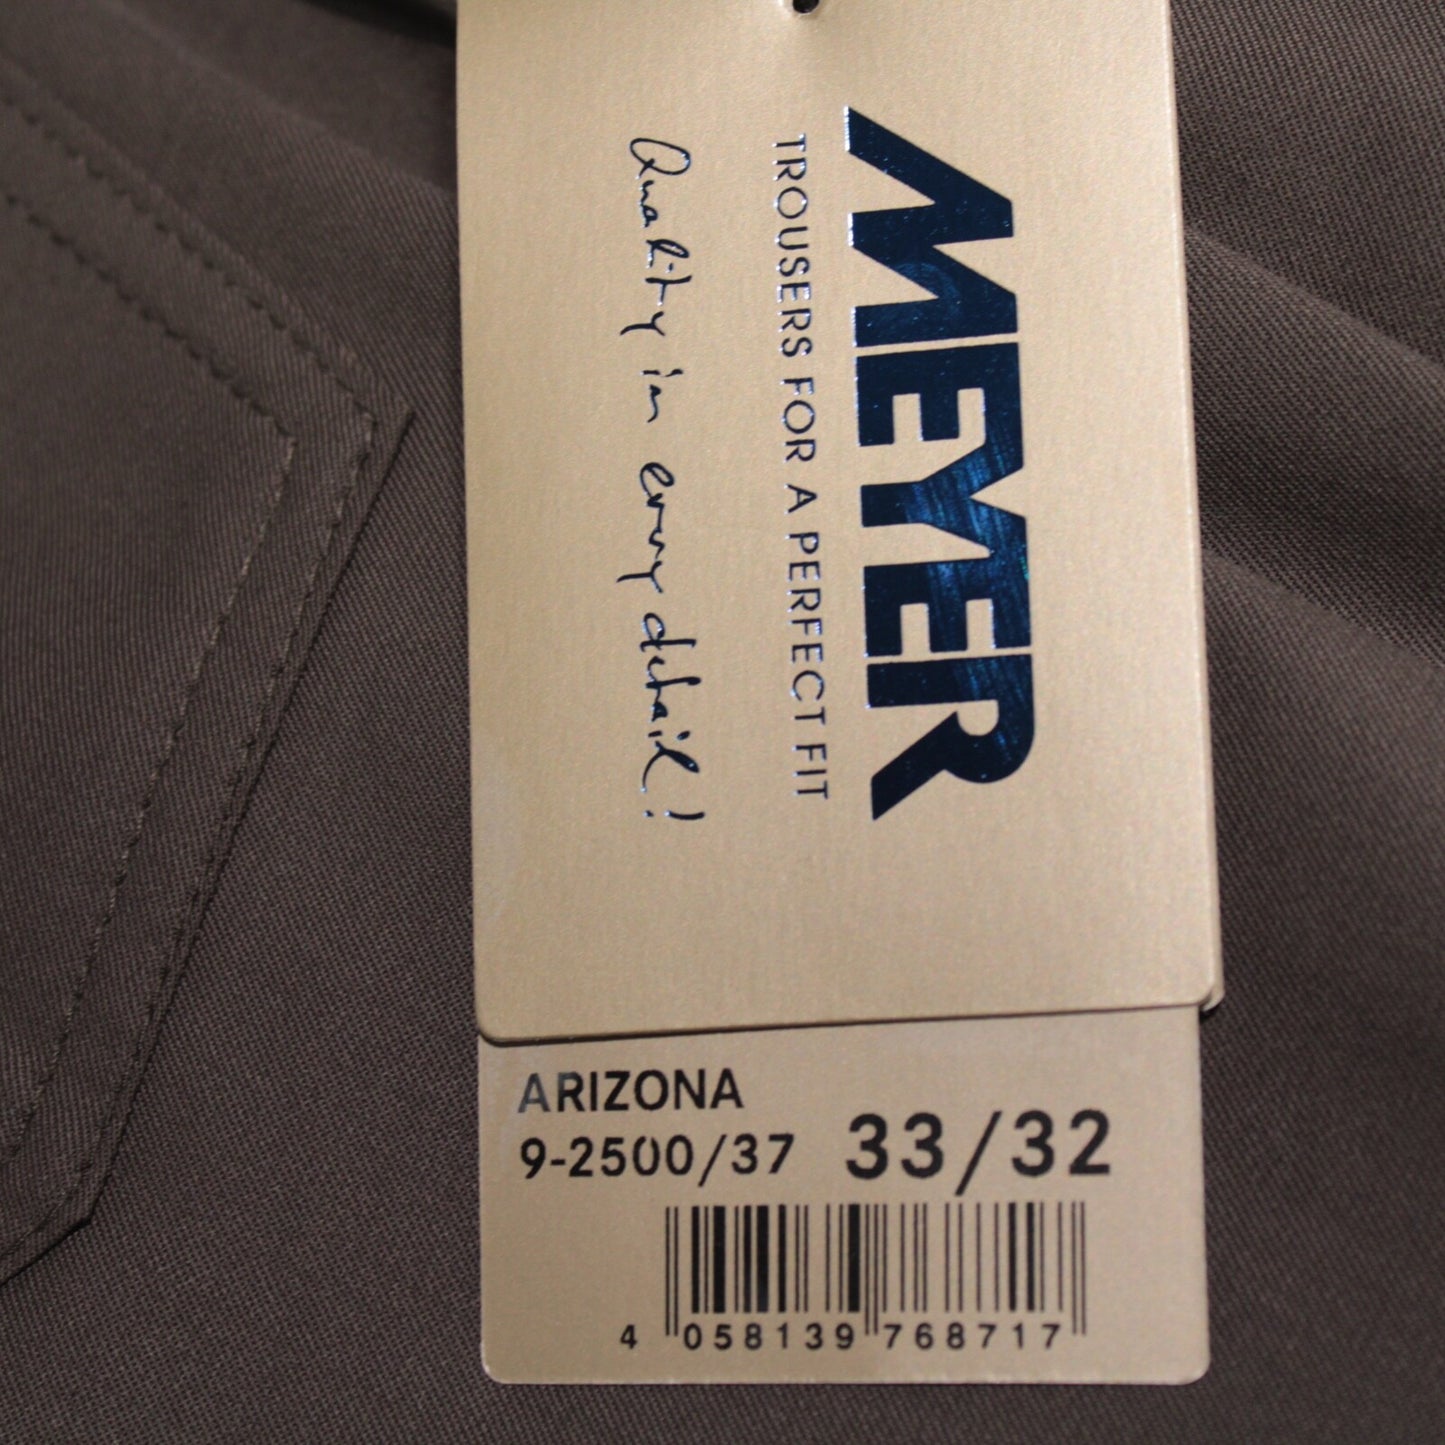 MEYER
TROUSERS FOR A PERFECT FIT
Quality in every detail!
ARIZONA
9-2500/37 33/32
4 058139 768717